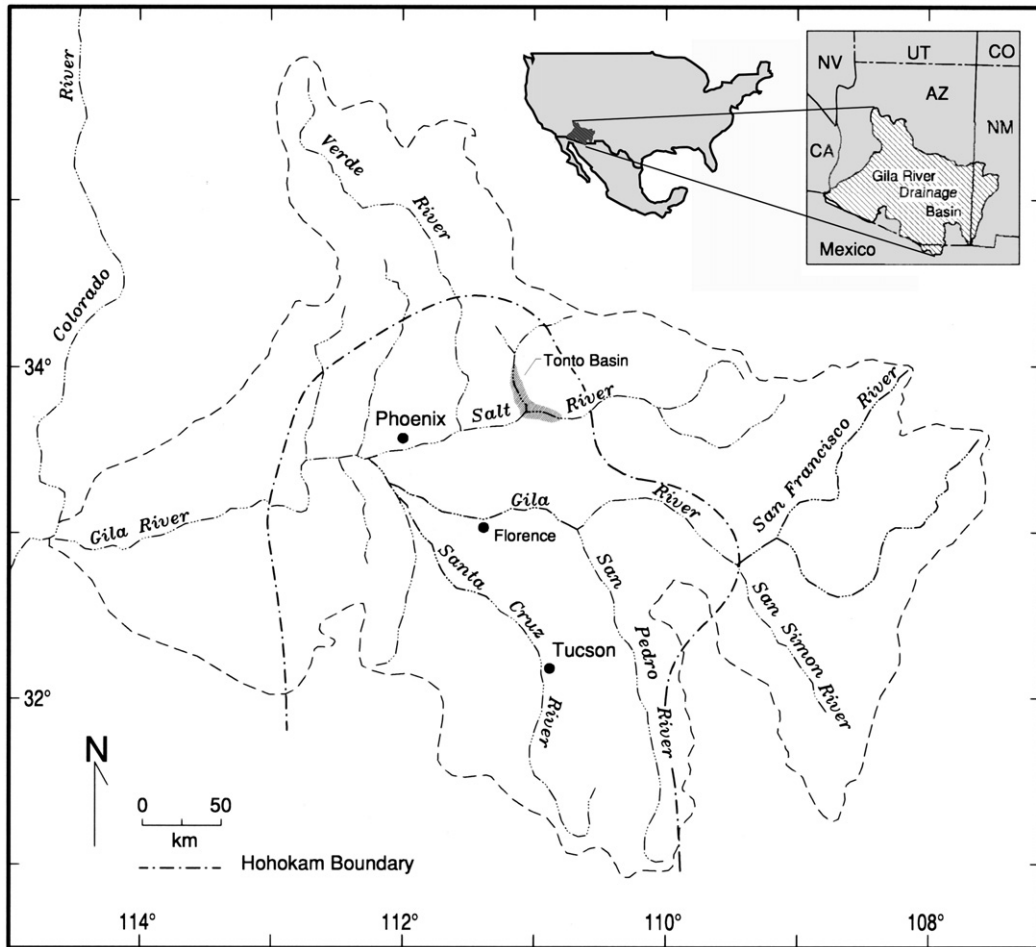 NV
UT
CO
AZ
CA
NM
Gila River
Drainage
Basin
Mexico
River
Verde
River
Colorado
34°
Tonto Basin
Phoenix
Salt
River
San Francisco River
Gila
River
Gila River
Florence
Santa
Cruz
San
San Simon River
Pedro
Tucson
32°
River
River
N
0 50
km
Hohokam Boundary
114° 112° 110° 108°